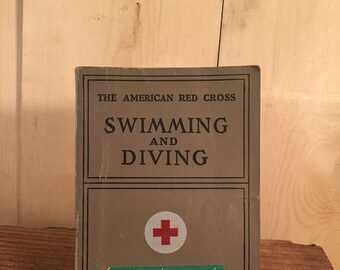 THE AMERICAN RED CROSS
SWIMMING
AND
DIVING